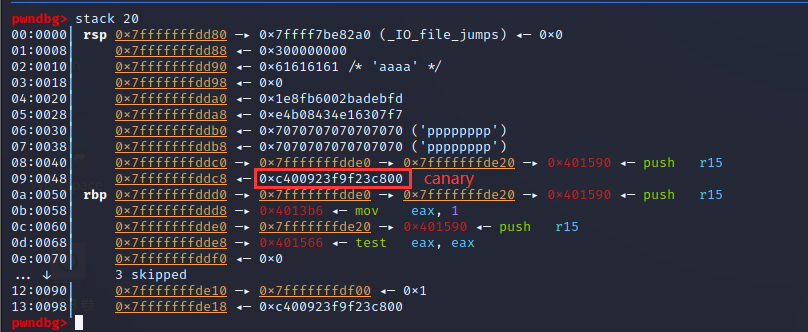 pwndbg> stack 20
00:0000│ rsp 0×7fffffffdd80 —▸ 0×7ffff7be82a0 (_IO_file_jumps) ◂— 0×0
01:0008│     0×7fffffffdd88 ◂— 0×300000000
02:0010│     0×7fffffffdd90 ◂— 0×61616161 /* 'aaaa' */
03:0018│     0×7fffffffdd98 ◂— 0×0
04:0020│     0×7fffffffdda0 ◂— 0×1e8fb6002badebfd
05:0028│     0×7fffffffdda8 ◂— 0×e4b08434e16307f7
06:0030│     0×7fffffffddb0 ◂— 0×7070707070707070 ('pppppppp')
07:0038│     0×7fffffffddb8 ◂— 0×7070707070707070 ('pppppppp')
08:0040│     0×7fffffffddc0 —▸ 0×7fffffffdde0 —▸ 0×7fffffffde20 —▸ 0×401590 ◂— push   r15
09:0048│     0×7fffffffddc8 ◂— 0×c400923f9f23c800 canary
0a:0050│ rbp 0×7fffffffddd0 —▸ 0×7fffffffdde0 —▸ 0×7fffffffde20 —▸ 0×401590 ◂— push   r15
0b:0058│     0×7fffffffddd8 —▸ 0×4013b6 ◂— mov    eax, 1
0c:0060│     0×7fffffffdde0 —▸ 0×7fffffffde20 —▸ 0×401590 ◂— push   r15
0d:0068│     0×7fffffffdde8 —▸ 0×401566 ◂— test   eax, eax
0e:0070│     0×7fffffffddf0 ◂— 0×0
... ↓        3 skipped
12:0090│     0×7fffffffde10 —▸ 0×7fffffffdf00 ◂— 0×1
13:0098│     0×7fffffffde18 ◂— 0×c400923f9f23c800
pwndbg>